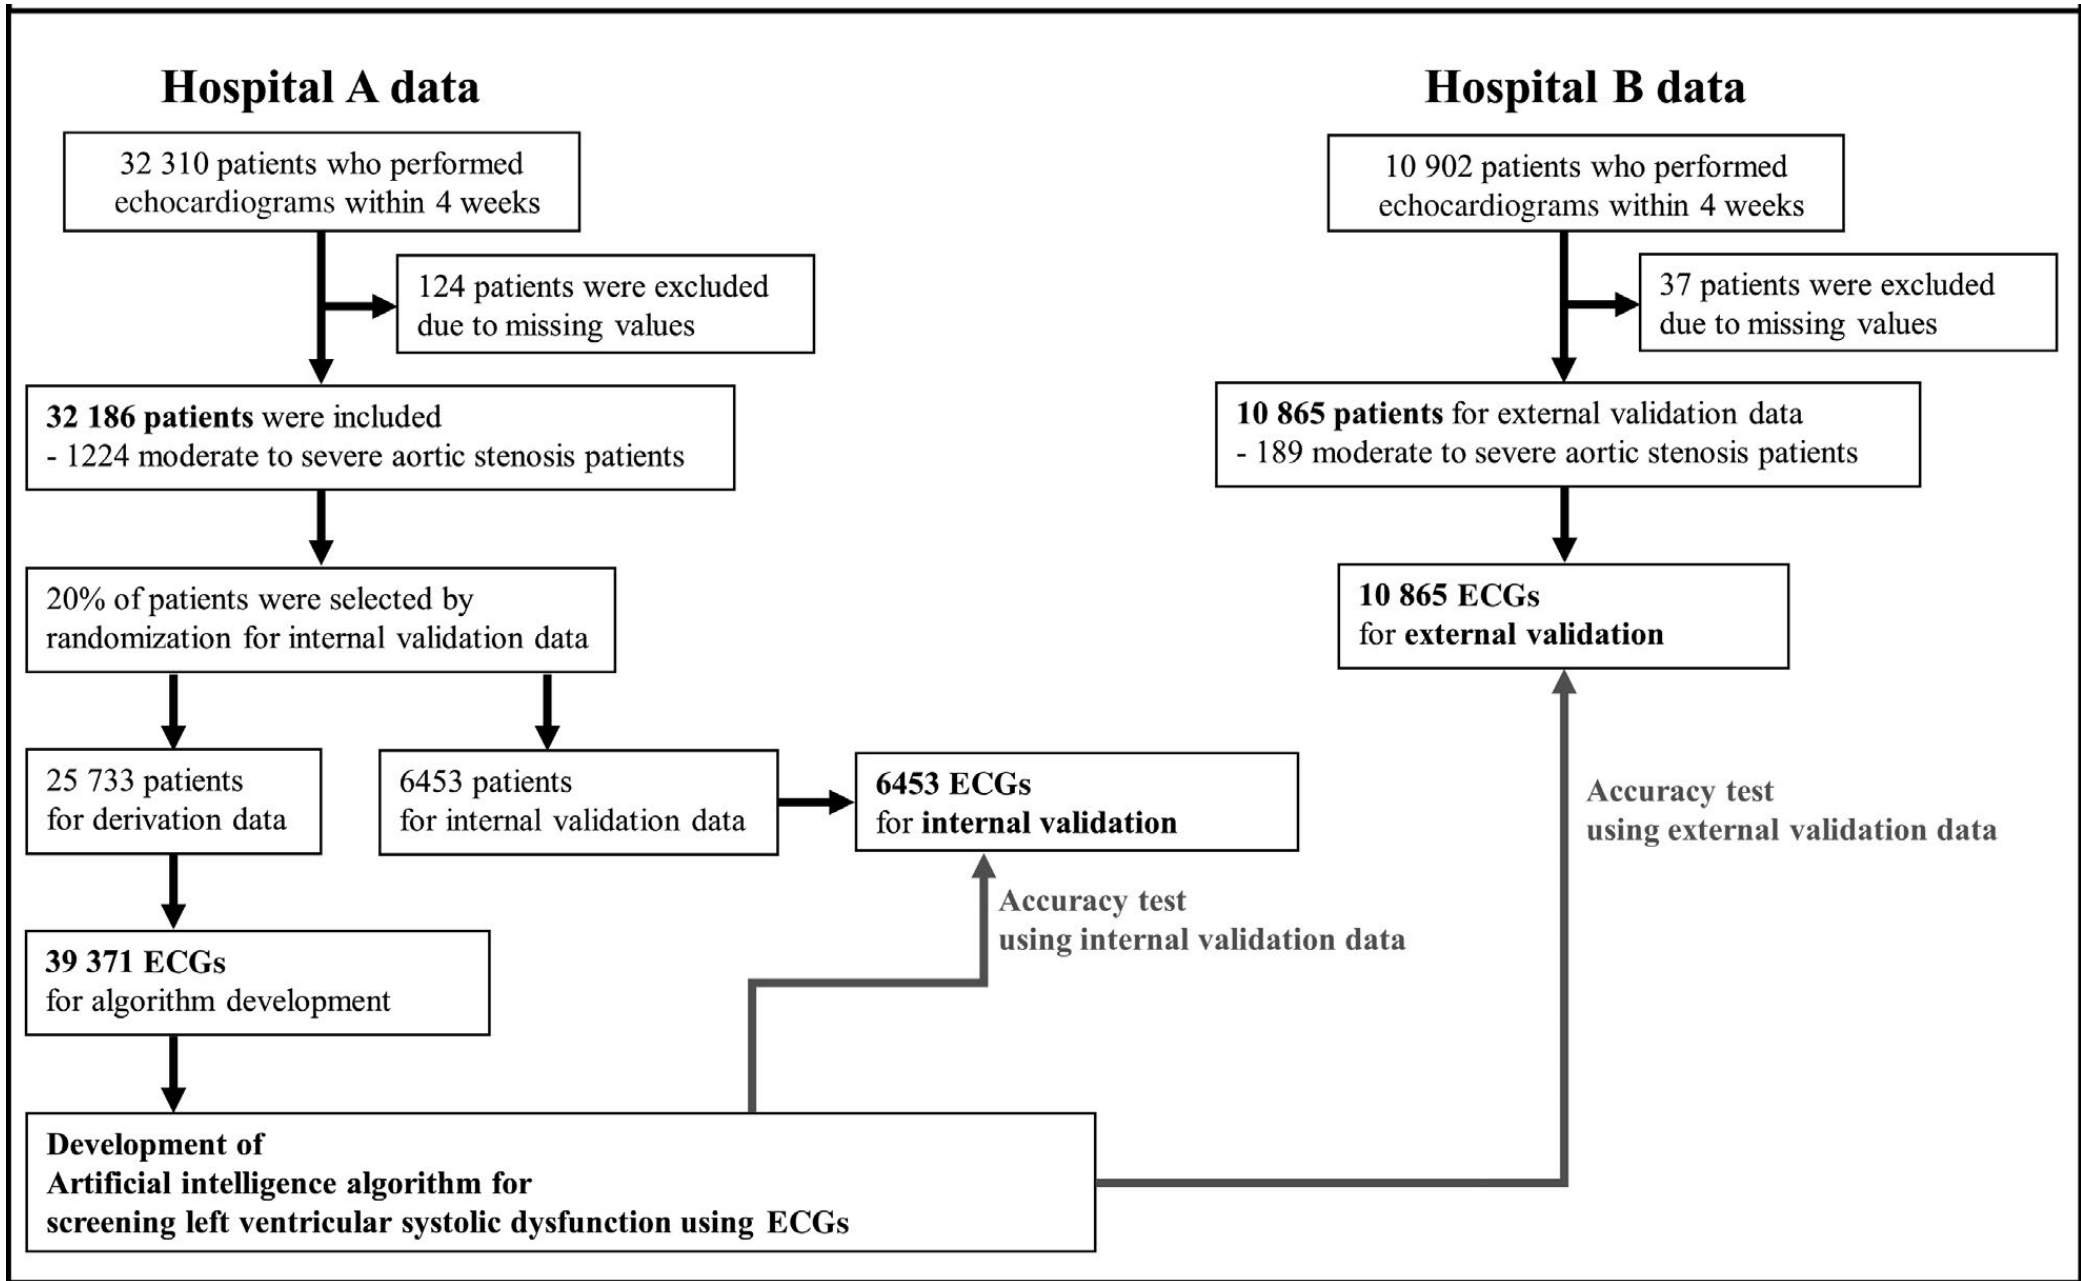 Hospital A data
32 310 patients who performed
echocardiograms within 4 weeks
124 patients were excluded
due to missing values
32 186 patients were included
- 1224 moderate to severe aortic stenosis patients
20% of patients were selected by
randomization for internal validation data
25 733 patients
for derivation data
6453 patients
for internal validation data
6453 ECGs
for internal validation
39 371 ECGs
for algorithm development
Accuracy test
using internal validation data
Development of
Artificial intelligence algorithm for
screening left ventricular systolic dysfunction using ECGs
Hospital B data
10 902 patients who performed
echocardiograms within 4 weeks
37 patients were excluded
due to missing values
10 865 patients for external validation data
- 189 moderate to severe aortic stenosis patients
10 865 ECGs
for external validation
Accuracy test
using external validation data